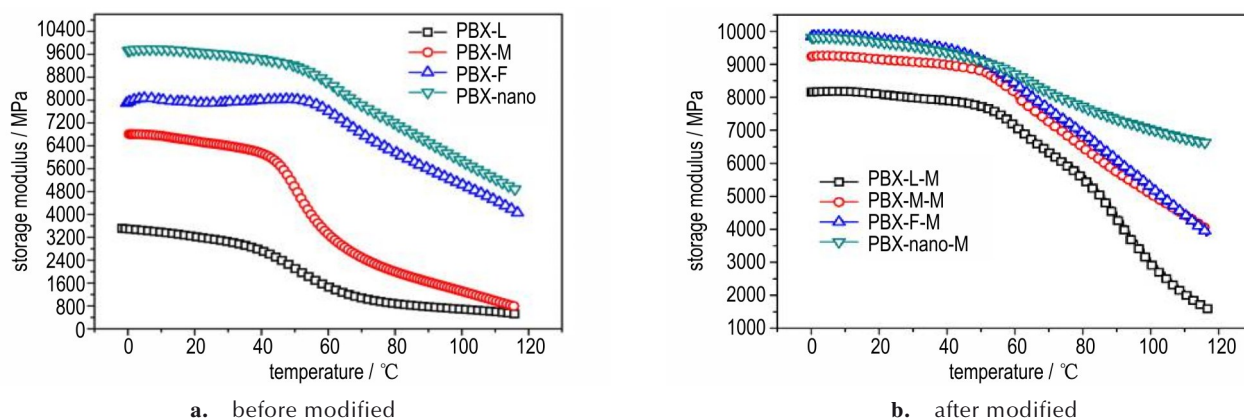 storage modulus / MPa
10400
9600
8800
8000
7200
6400
5600
4800
4000
3200
2400
1600
800
0
PBX-L
PBX-M
PBX-F
PBX-nano
0 20 40 60 80 100 120
temperature / ℃
a. before modified
storage modulus / MPa
10000
9000
8000
7000
6000
5000
4000
3000
2000
1000
PBX-L-M
PBX-M-M
PBX-F-M
PBX-nano-M
0 20 40 60 80 100 120
temperature / ℃
b. after modified